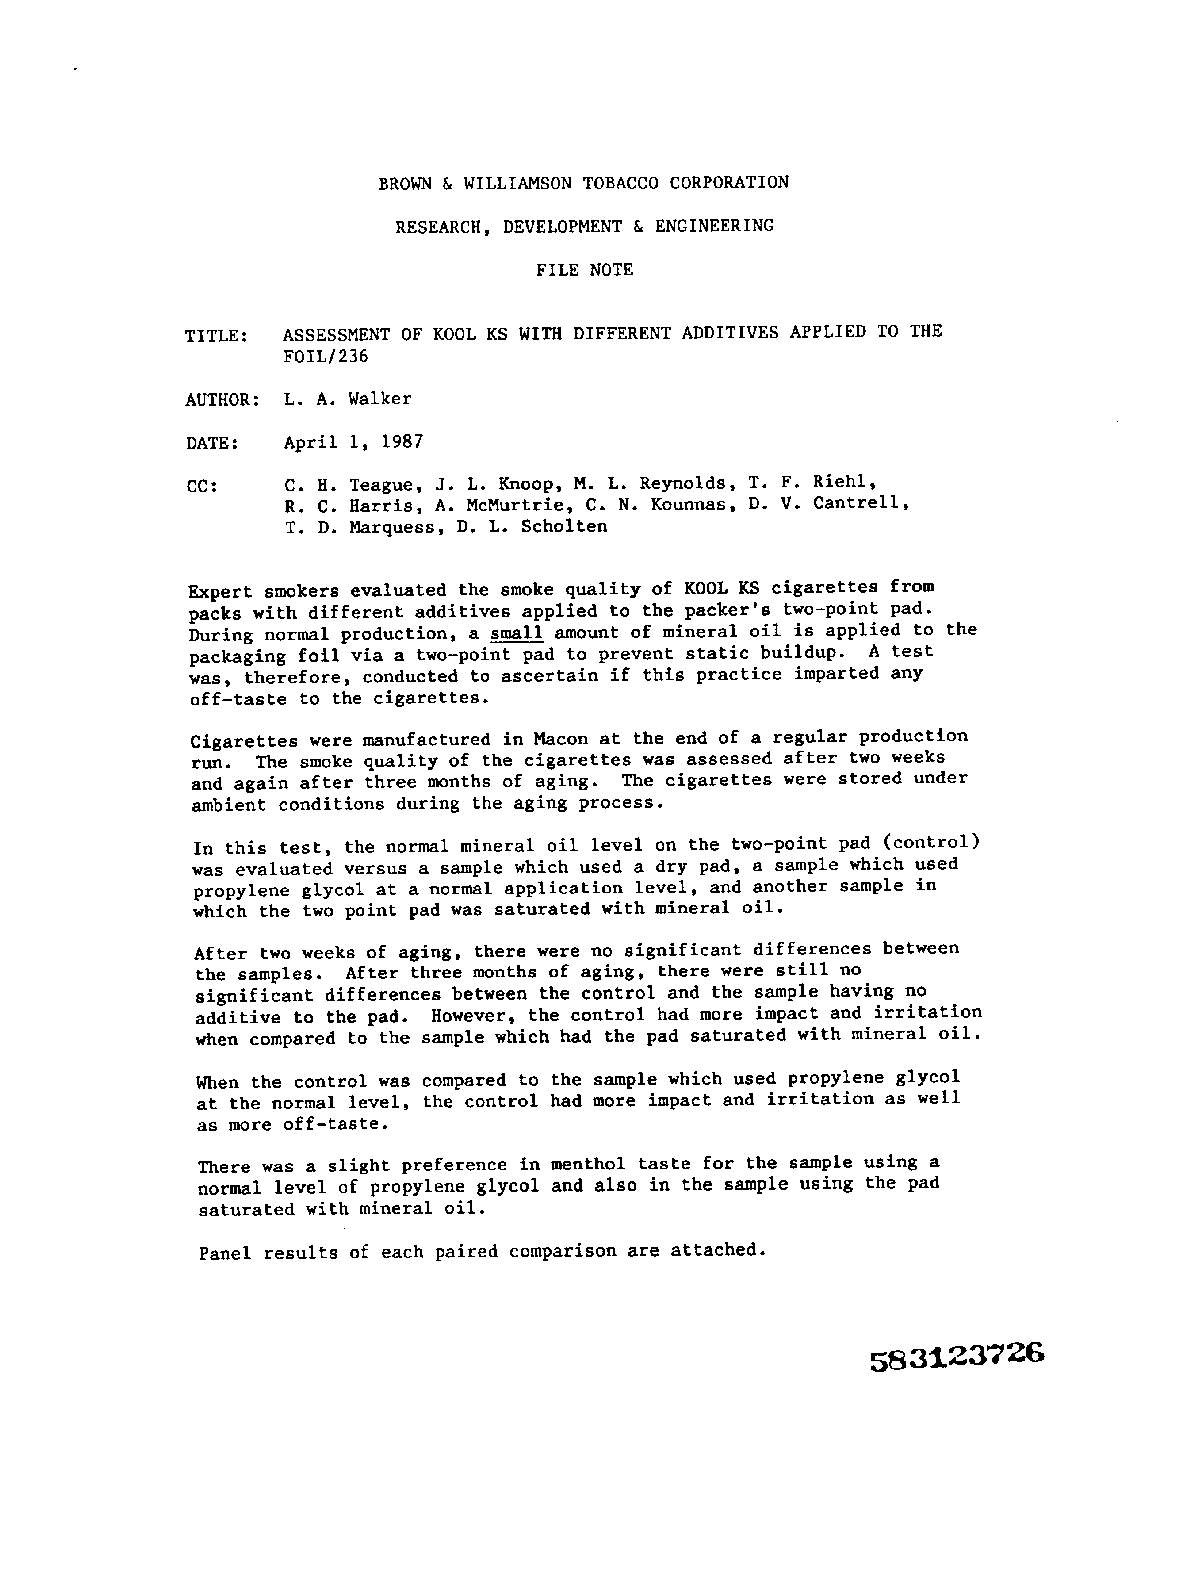 BROWN & WILLIAMSON TOBACCO CORPORATION
RESEARCH, DEVELOPMENT & ENGINEERING
FILE NOTE
TITLE: ASSESSMENT OF KOOL KS WITH DIFFERENT ADDITIVES APPLIED TO THE
FOIL/236
AUTHOR: L. A. Walker
DATE: April 1, 1987
CC: C. H. Teague, J. L. Knoop, M. L. Reynolds, T. F. Riehl,
R. C. Harris, A. McMurtrie, C. N. Kounnas, D. V. Cantrell,
T. D. Marquess, D. L. Scholten
Expert smokers evaluated the smoke quality of KOOL KS cigarettes from
packs with different additives applied to the packer's two-point pad.
During normal production, a small amount of mineral oil is applied to the
packaging foil via a two-point pad to prevent static buildup. A test
was, therefore, conducted to ascertain if this practice imparted any
off-taste to the cigarettes.
Cigarettes were manufactured in Macon at the end of a regular production
run. The smoke quality of the cigarettes was assessed after two weeks
and again after three months of aging. The cigarettes were stored under
ambient conditions during the aging process.
In this test, the normal mineral oil level on the two-point pad (control)
was evaluated versus a sample which used a dry pad, a sample which used
propylene glycol at a normal application level, and another sample in
which the two point pad was saturated with mineral oil.
After two weeks of aging, there were no significant differences between
the samples. After three months of aging, there were still no
significant differences between the control and the sample having no
additive to the pad. However, the control had more impact and irritation
when compared to the sample which had the pad saturated with mineral oil.
When the control was compared to the sample which used propylene glycol
at the normal level, the control had more impact and irritation as well
as more off-taste.
There was a slight preference in menthol taste for the sample using a
normal level of propylene glycol and also in the sample using the pad
saturated with mineral oil.
Panel results of each paired comparison are attached.
583123726